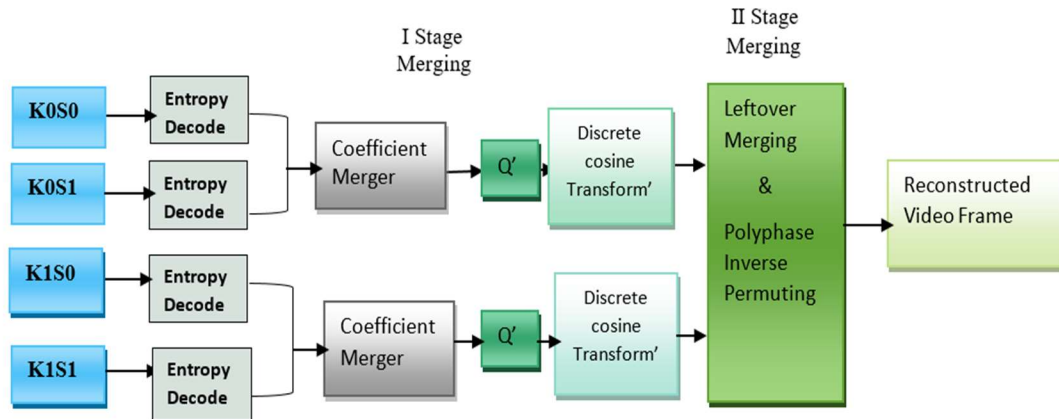 I Stage
Merging
II Stage
Merging
K0S0
Entropy
Decode
K0S1
Entropy
Decode
Coefficient
Merger
Q’
Discrete
cosine
Transform’
K1S0
Entropy
Decode
K1S1
Entropy
Decode
Coefficient
Merger
Q’
Discrete
cosine
Transform’
Leftover
Merging
&
Polyphase
Inverse
Permuting
Reconstructed
Video Frame